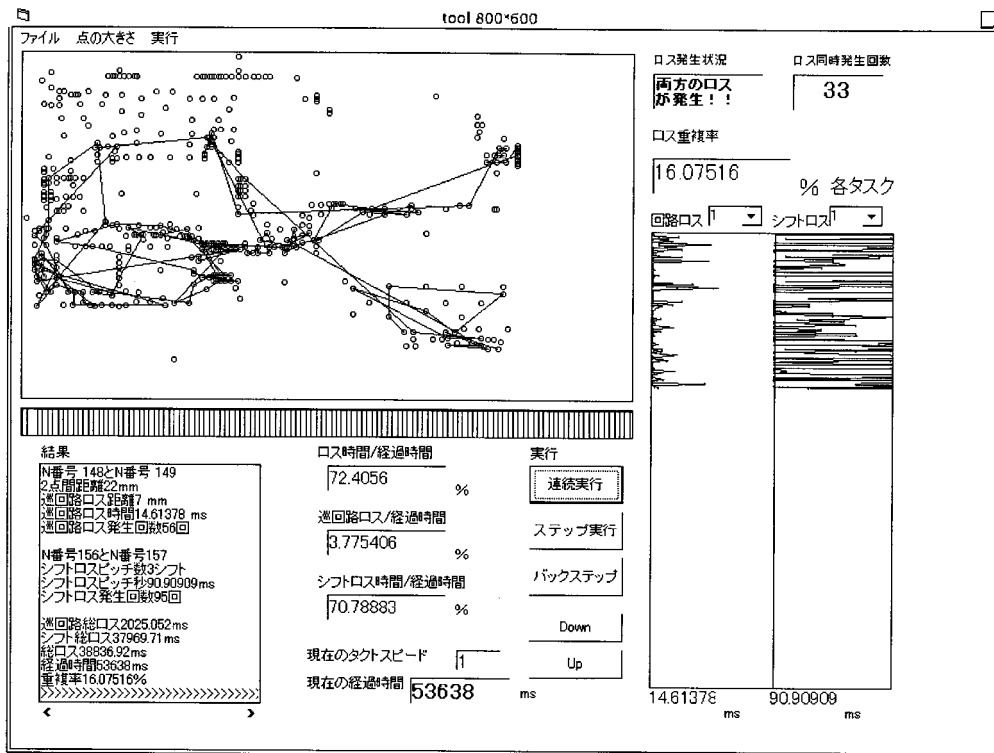 tool 800*600
ファイル 点の大きさ 実行
ロス発生状況
両方のロス
が発生!!
ロス同時発生回数
33
ロス重複率
16.07516
% 各タスク
回路ロス 1
シフトロス 1
結果
N番号 148とN番号 149
2点間距離22mm
巡回路ロス距離7 mm
巡回路ロス時間14.61378 ms
巡回路ロス発生回数56回
N番号156とN番号157
シフトロスピッチ数3シフト
シフトロスピッチ秒90.90909ms
シフトロス発生回数95回
巡回路総ロス2025.052ms
シフト総ロス37969.71ms
総ロス38836.92ms
経過時間53638ms
重複率16.07516%
>>>>>>>>>>>>>>>>>>>>>>>>
ロス時間/経過時間
72.4056
%
巡回路ロス/経過時間
3.775406
%
シフトロス時間/経過時間
70.78883
%
現在のタクトスピード 1
現在の経過時間 53638 ms
実行
連続実行
ステップ実行
バックステップ
Down
Up
14.61378
ms
90.90909
ms